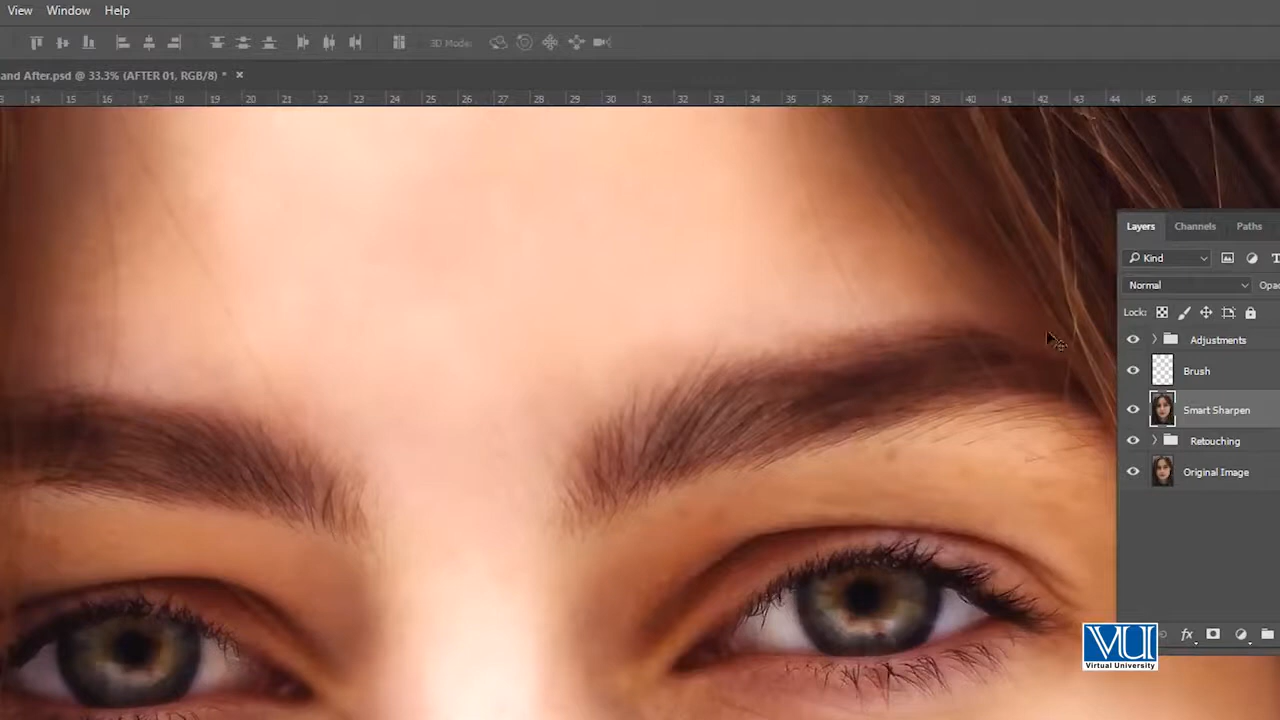 View Window Help
3D Mode:
and After.psd @ 33.3% (AFTER 01, RGB/8) * ×
13 14 15 16 17 18 19 20 21 22 23 24 25 26 27 28 29 30 31 32 33 34 35 36 37 38 39 40 41 42 43 44 45 46 47 48
Layers Channels Paths
Kind
Normal Opac
Lock:
Adjustments
Brush
Smart Sharpen
Retouching
Original Image
fx
VU
Virtual University